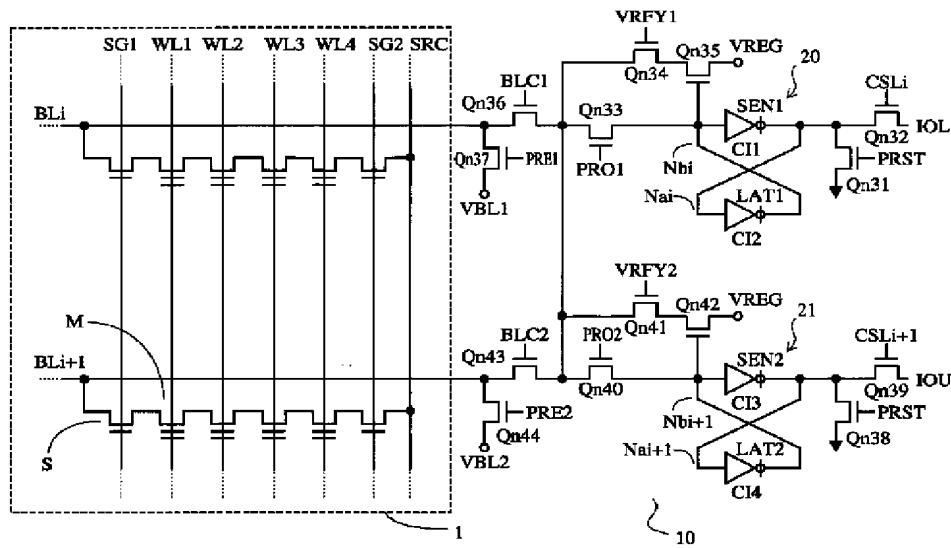 SG1 WL1 WL2 WL3 WL4 SG2 SRC
VRFY1 Qn35 VREG
Qn34
20
BLi
Qn36 BLC1
Qn33
SEN1
CSLi
CI1
Qn32 IOL
Qn37 PRE1
PRO1
Nbi
PRST
VBL1
Nai
LAT1
Qn31
CI2
VRFY2
Qn42 VREG
Qn41
21
M
BLi+1
Qn43 BLC2
PRO2
SEN2
CSLi+1
Qn40
CI3
Qn39 IOU
PRE2
Qn44
Nbi+1
PRST
S
VBL2
Nai+1
LAT2
Qn38
CI4
1
10